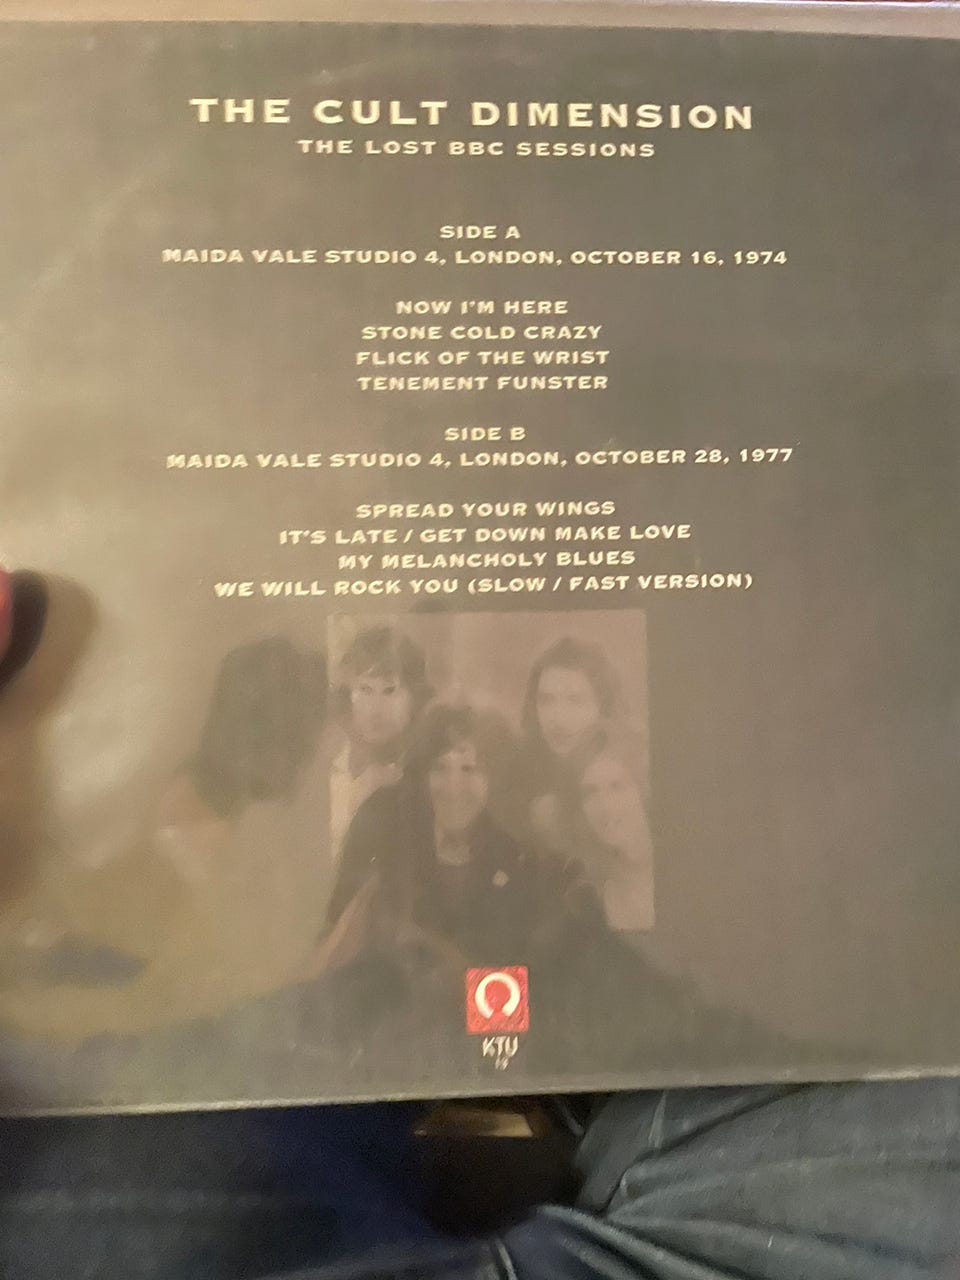 THE CULT DIMENSION
THE LOST BBC SESSIONS
SIDE A
MAIDA VALE STUDIO 4, LONDON, OCTOBER 16, 1974
NOW I'M HERE
STONE COLD CRAZY
FLICK OF THE WRIST
TENEMENT FUNSTER
SIDE B
MAIDA VALE STUDIO 4, LONDON, OCTOBER 28, 1977
SPREAD YOUR WINGS
IT'S LATE / GET DOWN MAKE LOVE
MY MELANCHOLY BLUES
WE WILL ROCK YOU (SLOW / FAST VERSION)
KTU